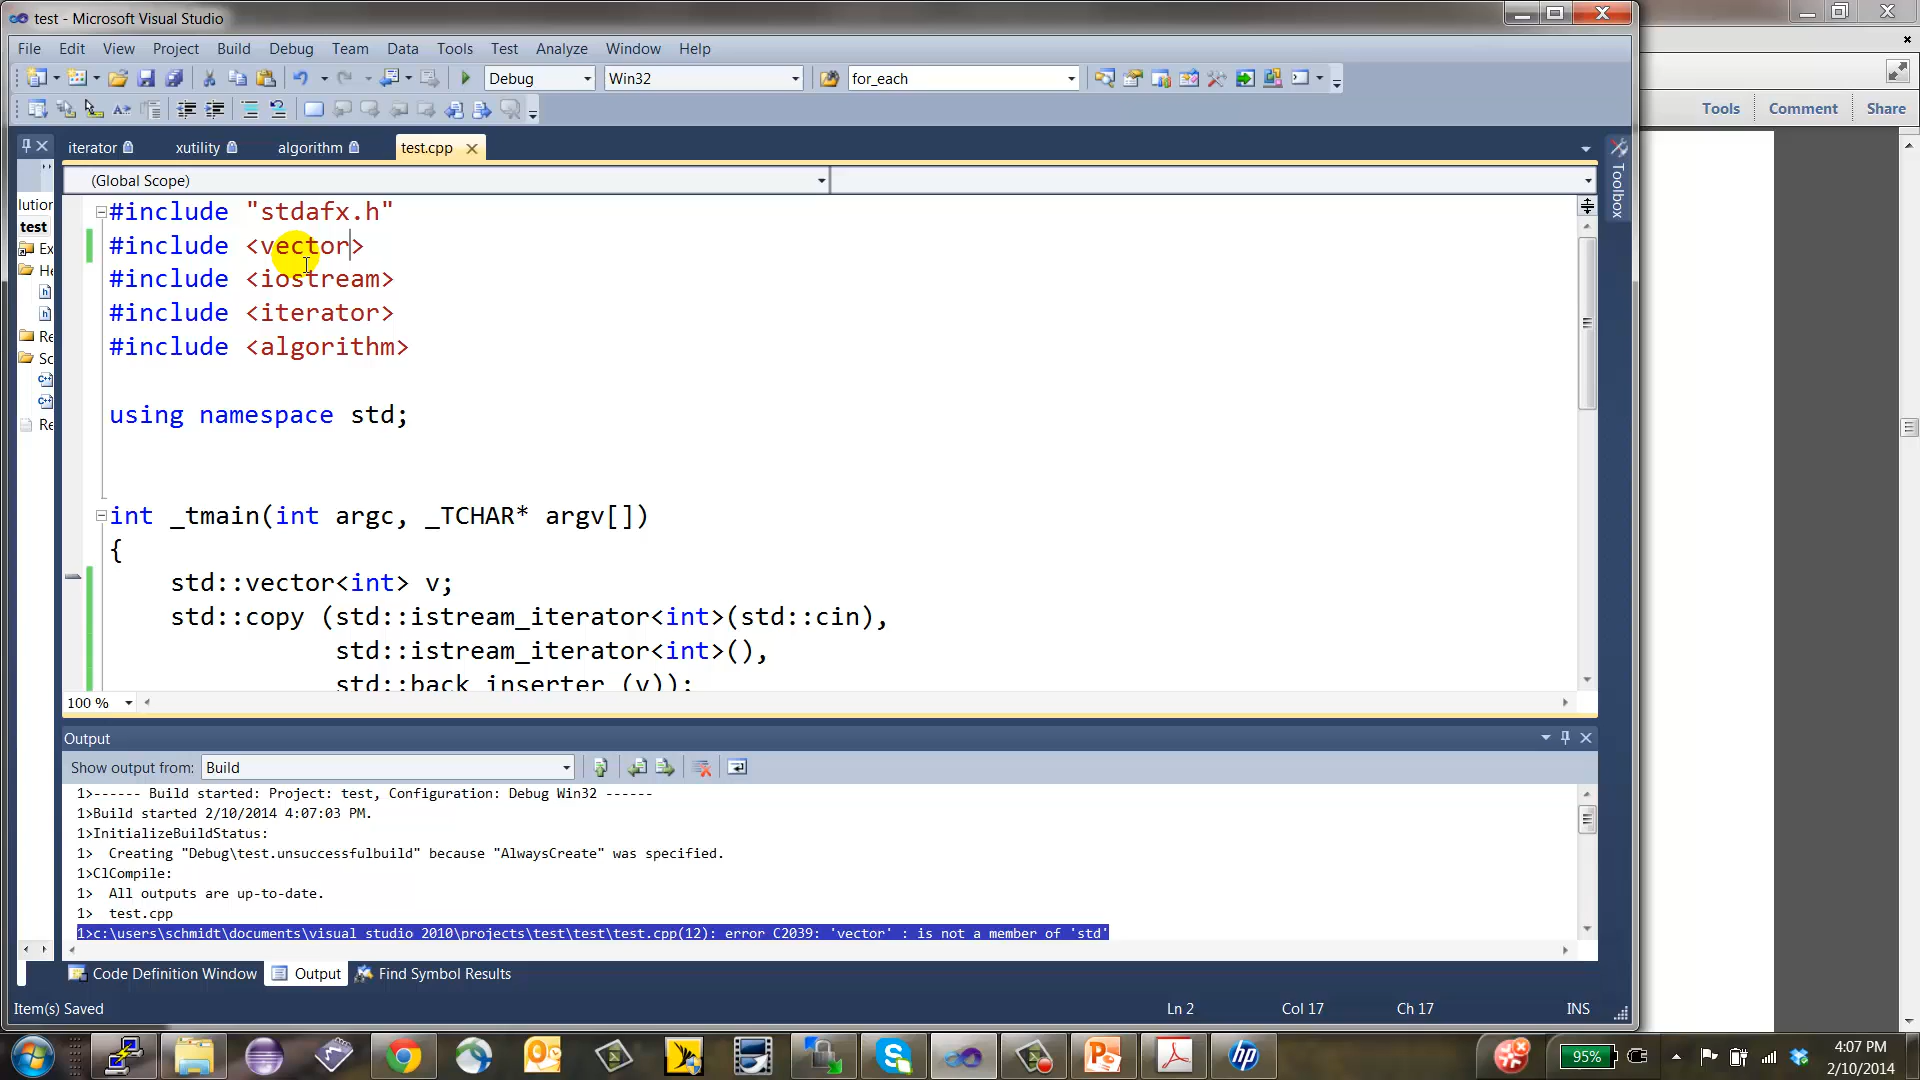 test - Microsoft Visual Studio
File Edit View Project Build Debug Team Data Tools Test Analyze Window Help
Debug Win32 for_each
Tools Comment Share
iterator xutility algorithm test.cpp
(Global Scope)
Toolbox
lution
test
Ex
He
Re
Sc
Re
#include "stdafx.h"
#include <vector>
#include <iostream>
#include <iterator>
#include <algorithm>
using namespace std;
int _tmain(int argc, _TCHAR* argv[])
{
std::vector<int> v;
std::copy (std::istream_iterator<int>(std::cin),
std::istream_iterator<int>(),
std::back_inserter (v));
100 %
Output
Show output from: Build
1>------ Build started: Project: test, Configuration: Debug Win32 ------
1>Build started 2/10/2014 4:07:03 PM.
1>InitializeBuildStatus:
1>  Creating "Debug\test.unsuccessfulbuild" because "AlwaysCreate" was specified.
1>ClCompile:
1>  All outputs are up-to-date.
1>  test.cpp
1>c:\users\schmidt\documents\visual studio 2010\projects\test\test\test.cpp(12): error C2039: 'vector' : is not a member of 'std'
Code Definition Window Output Find Symbol Results
Item(s) Saved Ln 2 Col 17 Ch 17 INS
95%
4:07 PM
2/10/2014